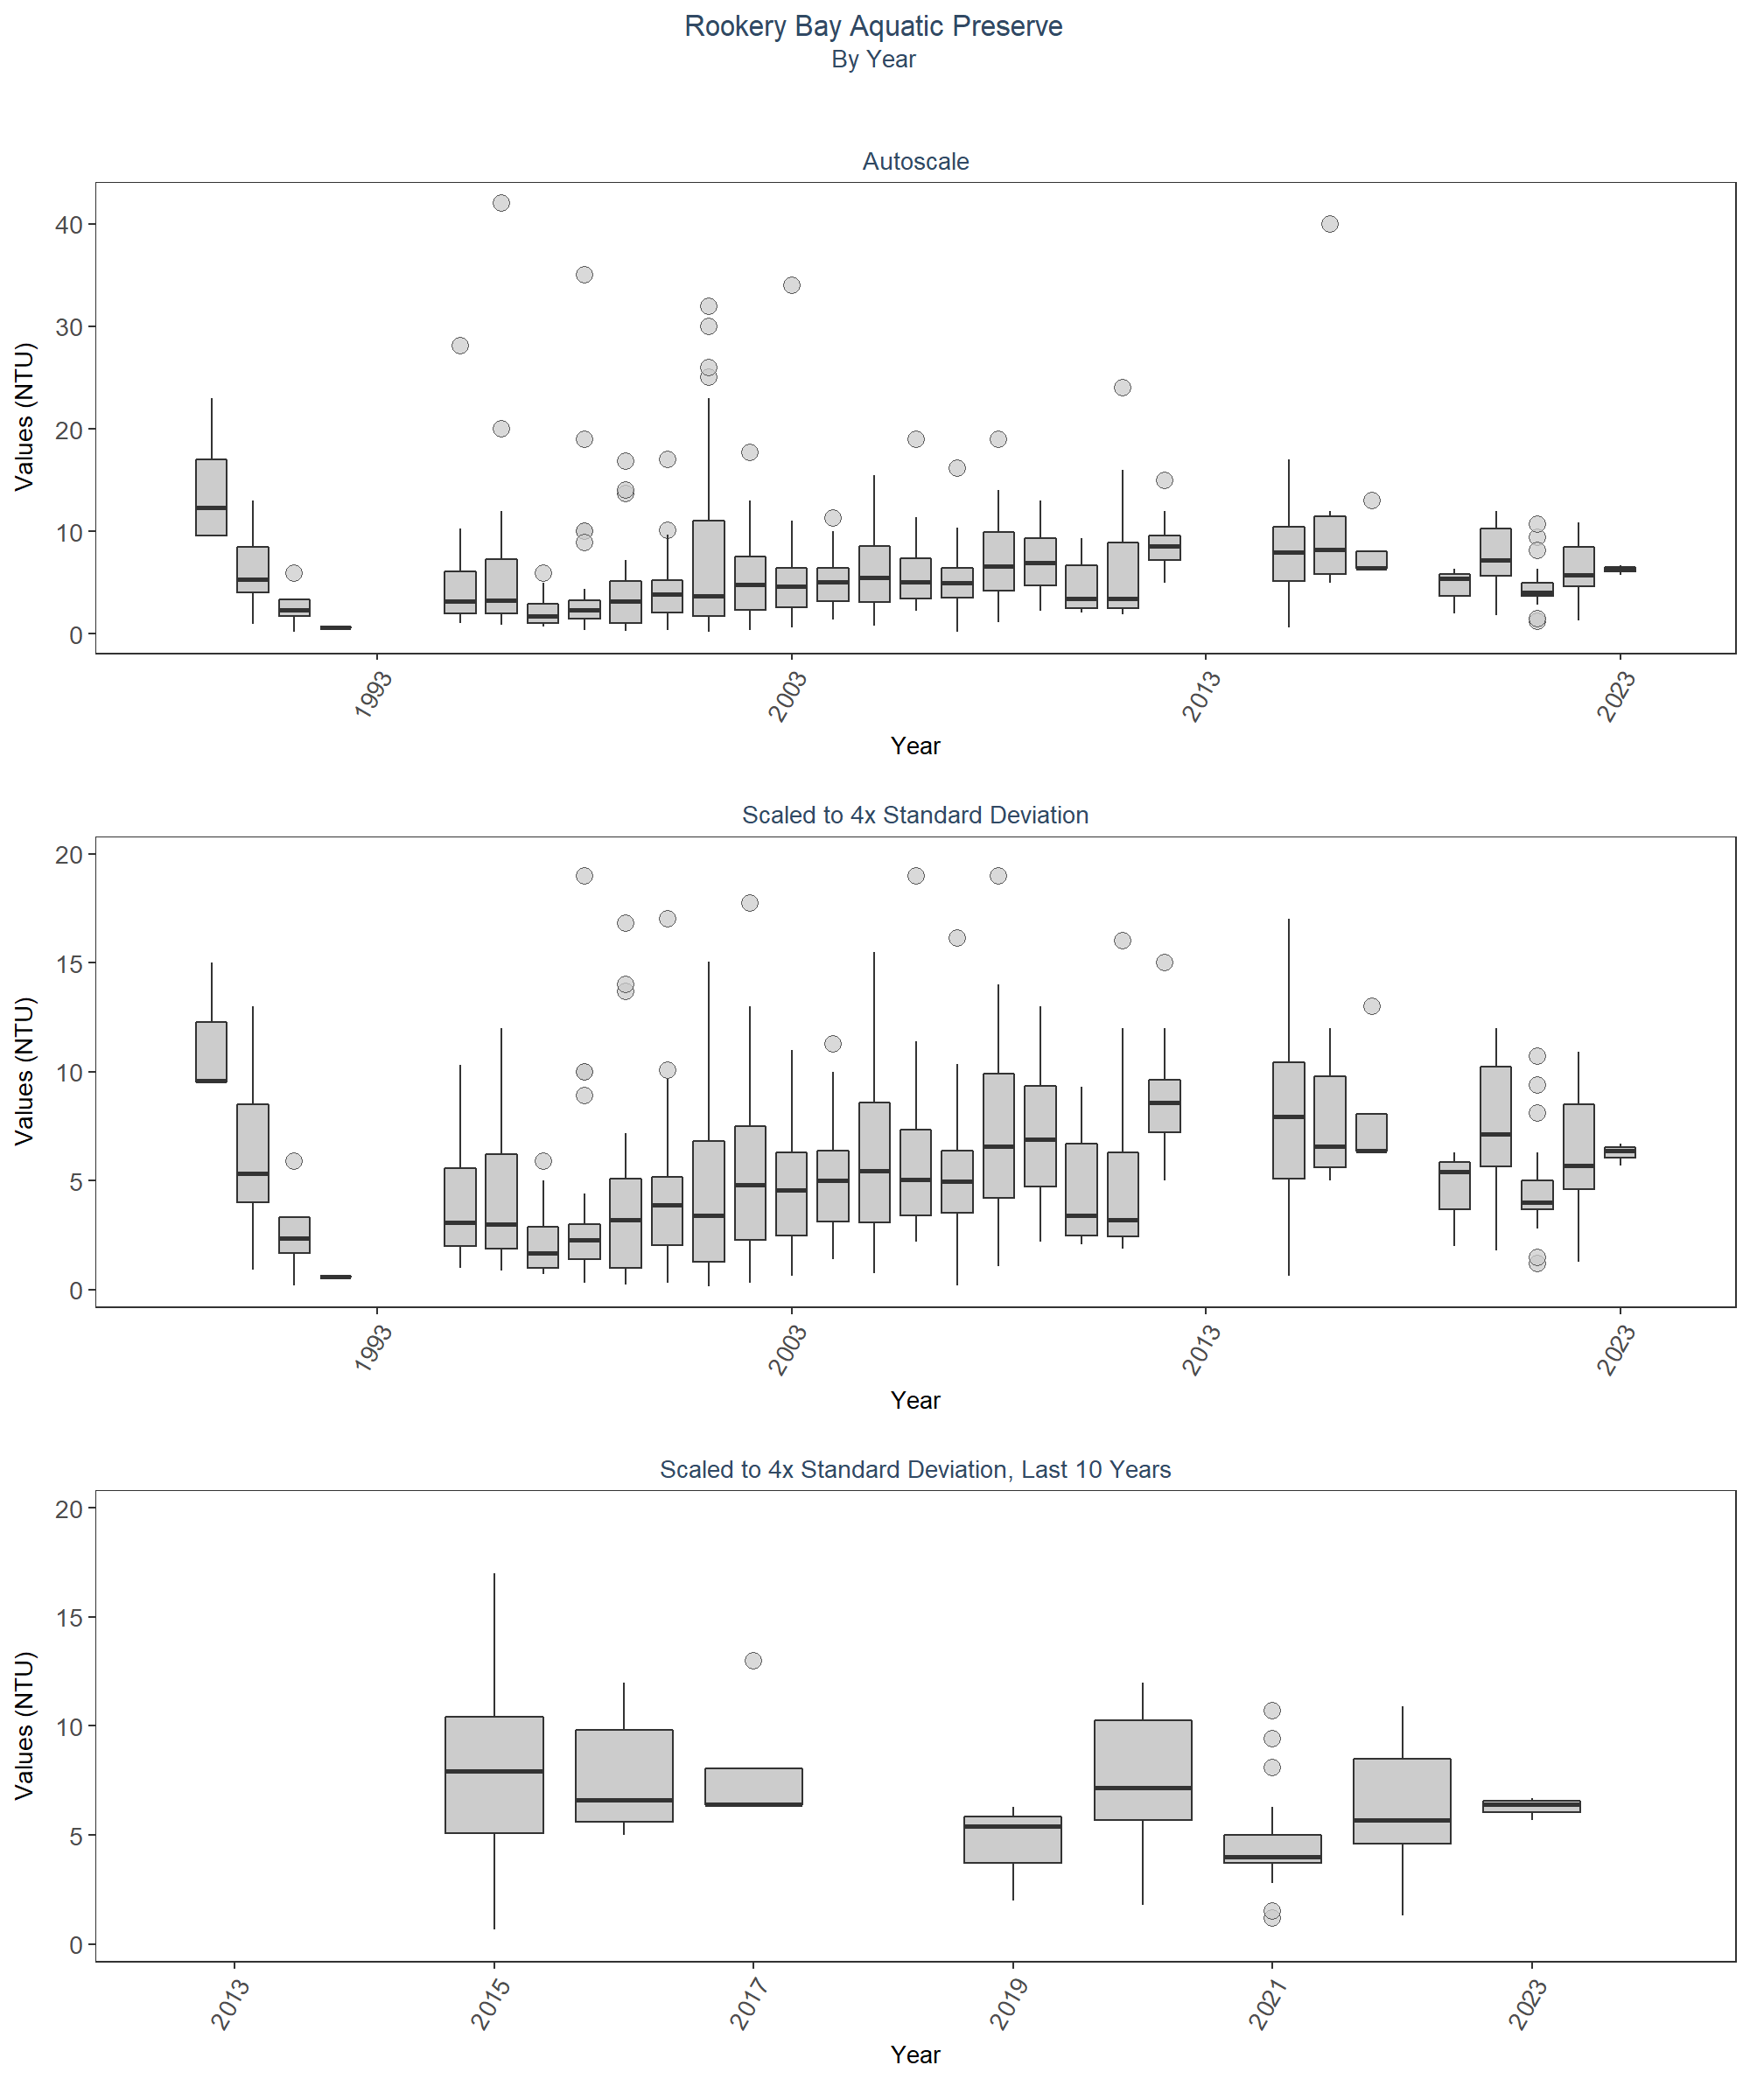 Rookery Bay Aquatic Preserve
By Year
Autoscale
Values (NTU)
40
30
20
10
0
1993
2003
2013
2023
Year
Scaled to 4x Standard Deviation
Values (NTU)
20
15
10
5
0
1993
2003
2013
2023
Year
Scaled to 4x Standard Deviation, Last 10 Years
Values (NTU)
20
15
10
5
0
2013
2015
2017
2019
2021
2023
Year